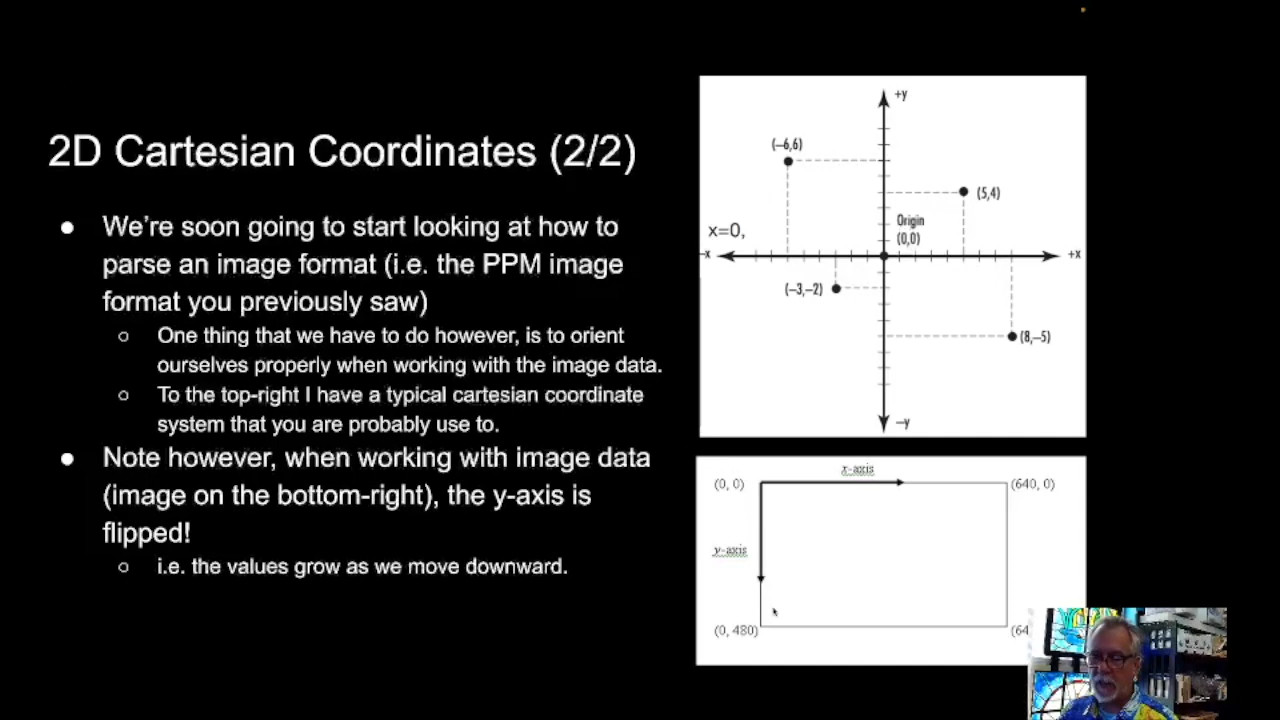 2D Cartesian Coordinates (2/2)
● We’re soon going to start looking at how to
parse an image format (i.e. the PPM image
format you previously saw)
○ One thing that we have to do however, is to orient
ourselves properly when working with the image data.
○ To the top-right I have a typical cartesian coordinate
system that you are probably use to.
● Note however, when working with image data
(image on the bottom-right), the y-axis is
flipped!
○ i.e. the values grow as we move downward.
+y
(–6,6)
(5,4)
Origin
(0,0)
x=0,
–x
+x
(–3,–2)
(8,–5)
–y
x-axis
(0, 0)
(640, 0)
y-axis
(0, 480)
(64